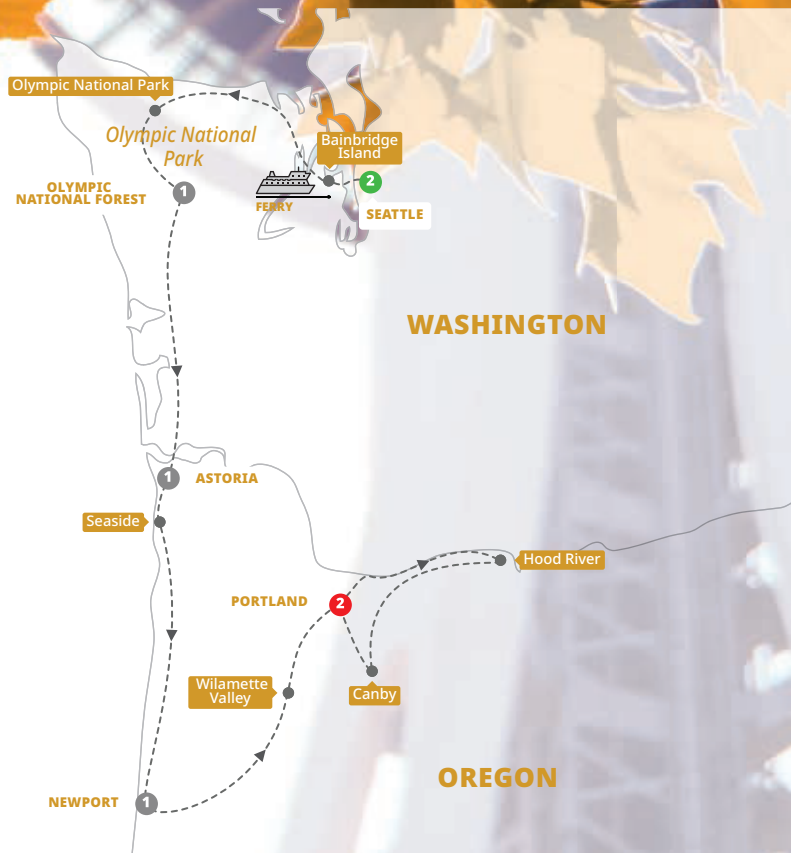 Olympic National Park
Olympic National
Park
Bainbridge
Island
OLYMPIC
NATIONAL FOREST
1
2
FERRY
SEATTLE
WASHINGTON
1
ASTORIA
Seaside
Hood River
PORTLAND
2
Wilamette
Valley
Canby
OREGON
NEWPORT
1